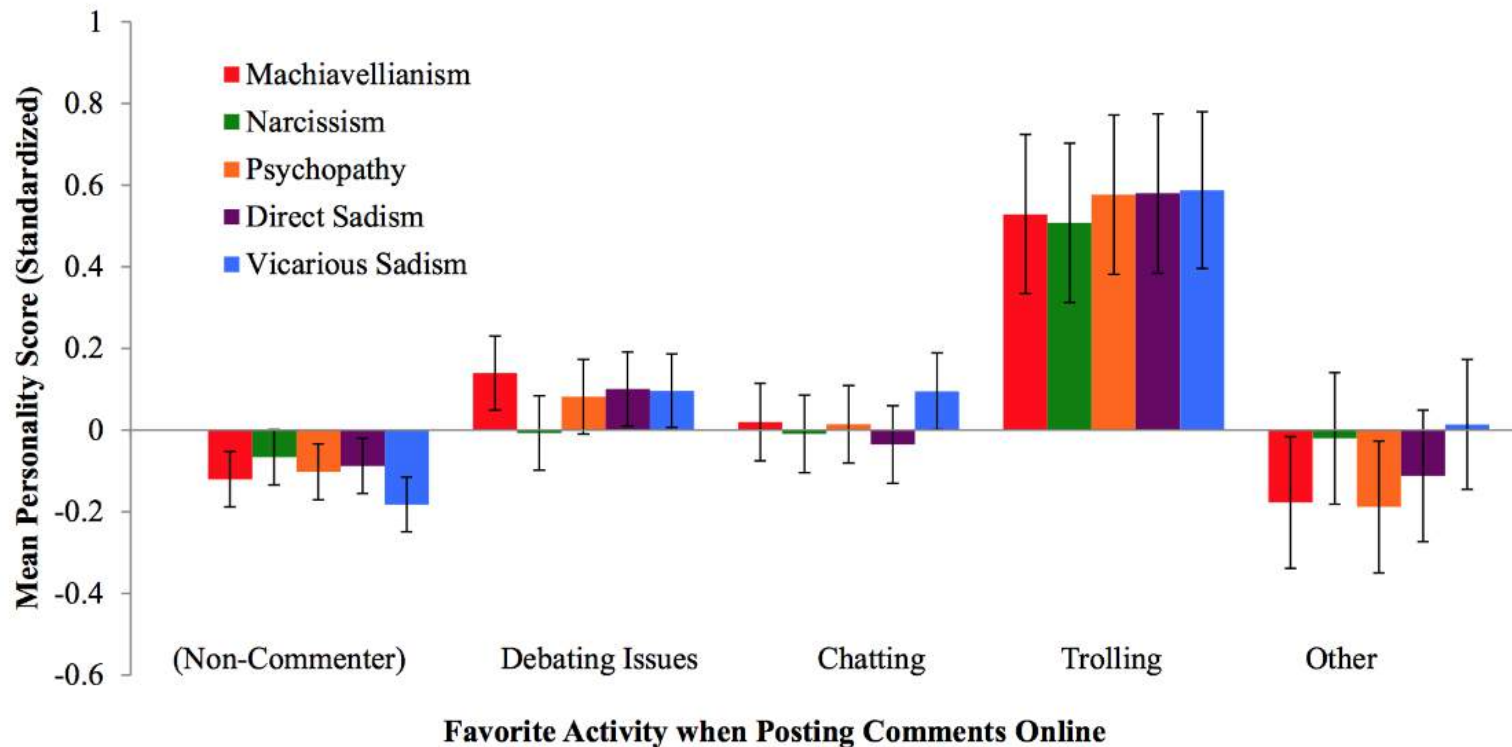 Mean Personality Score (Standardized)
1
0.8
0.6
0.4
0.2
0
-0.2
-0.4
-0.6
Machiavellianism
Narcissism
Psychopathy
Direct Sadism
Vicarious Sadism
(Non-Commenter)
Debating Issues
Chatting
Trolling
Other
Favorite Activity when Posting Comments Online